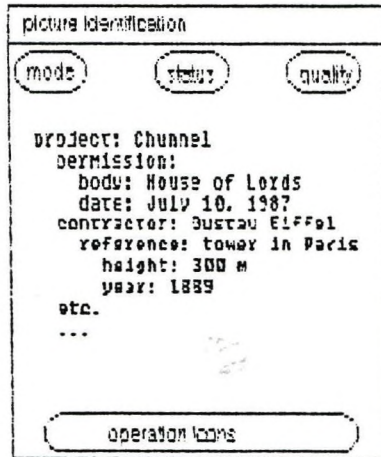 picture identification
mode status quality
project: Chunnel
permission:
body: House of Lords
date: July 10, 1987
contractor: Gustav Eiffel
reference: tower in Paris
height: 300 m
year: 1889
etc.
...
operation icons